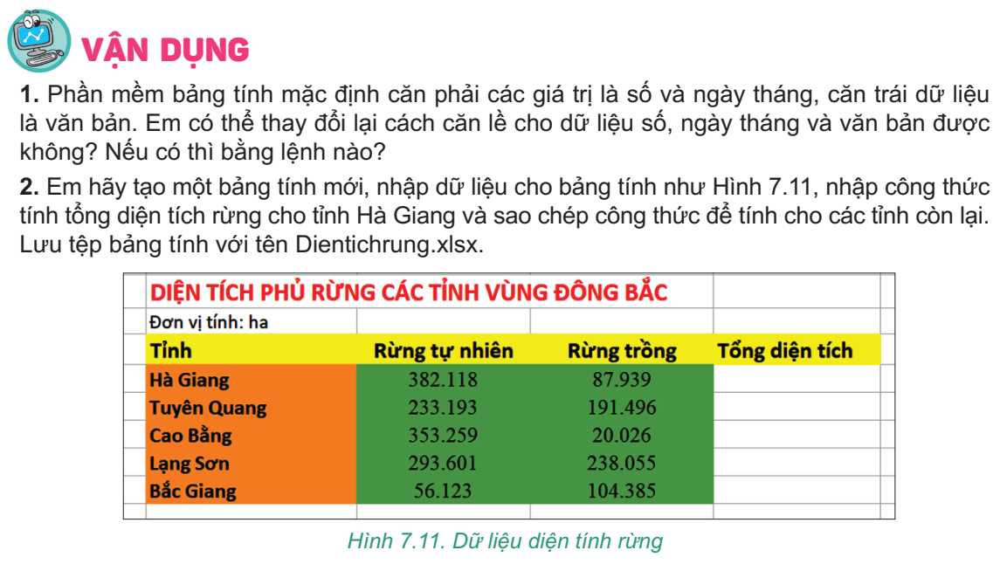 VẬN DỤNG
1. Phần mềm bảng tính mặc định căn phải các giá trị là số và ngày tháng, căn trái dữ liệu
là văn bản. Em có thể thay đổi lại cách căn lề cho dữ liệu số, ngày tháng và văn bản được
không? Nếu có thì bằng lệnh nào?
2. Em hãy tạo một bảng tính mới, nhập dữ liệu cho bảng tính như Hình 7.11, nhập công thức
tính tổng diện tích rừng cho tỉnh Hà Giang và sao chép công thức để tính cho các tỉnh còn lại.
Lưu tệp bảng tính với tên Dientichrung.xlsx.
DIỆN TÍCH PHỦ RỪNG CÁC TỈNH VÙNG ĐÔNG BẮC
Đơn vị tính: ha
Tỉnh Rừng tự nhiên Rừng trồng Tổng diện tích
Hà Giang 382.118 87.939
Tuyên Quang 233.193 191.496
Cao Bằng 353.259 20.026
Lạng Sơn 293.601 238.055
Bắc Giang 56.123 104.385
Hình 7.11. Dữ liệu diện tính rừng